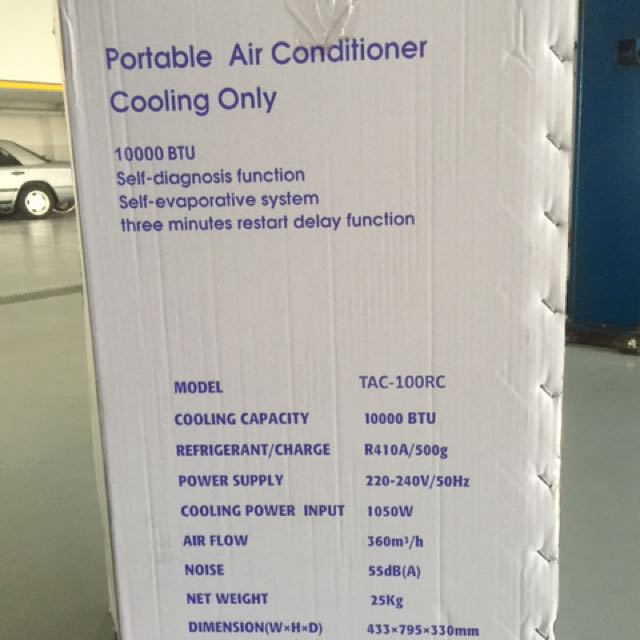 Portable Air Conditioner
Cooling Only
10000 BTU
Self-diagnosis function
Self-evaporative system
three minutes restart delay function
MODEL TAC-100RC
COOLING CAPACITY 10000 BTU
REFRIGERANT/CHARGE R410A/500g
POWER SUPPLY 220-240V/50Hz
COOLING POWER INPUT 1050W
AIR FLOW 360m³/h
NOISE 55dB(A)
NET WEIGHT 25Kg
DIMENSION(W×H×D) 433×795×330mm